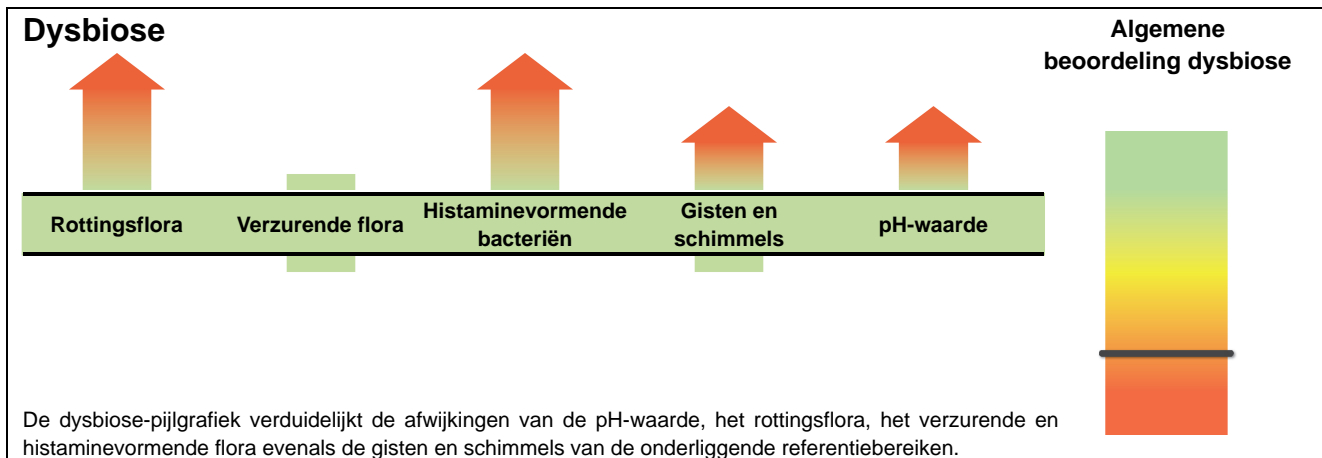 Dysbiose
Algemene
beoordeling dysbiose
Rottingsflora
Verzurende flora
Histaminevormende
bacteriën
Gisten en
schimmels
pH-waarde
De dysbiose-pijlgrafiek verduidelijkt de afwijkingen van de pH-waarde, het rottingsflora, het verzurende en
histaminevormende flora evenals de gisten en schimmels van de onderliggende referentiebereiken.